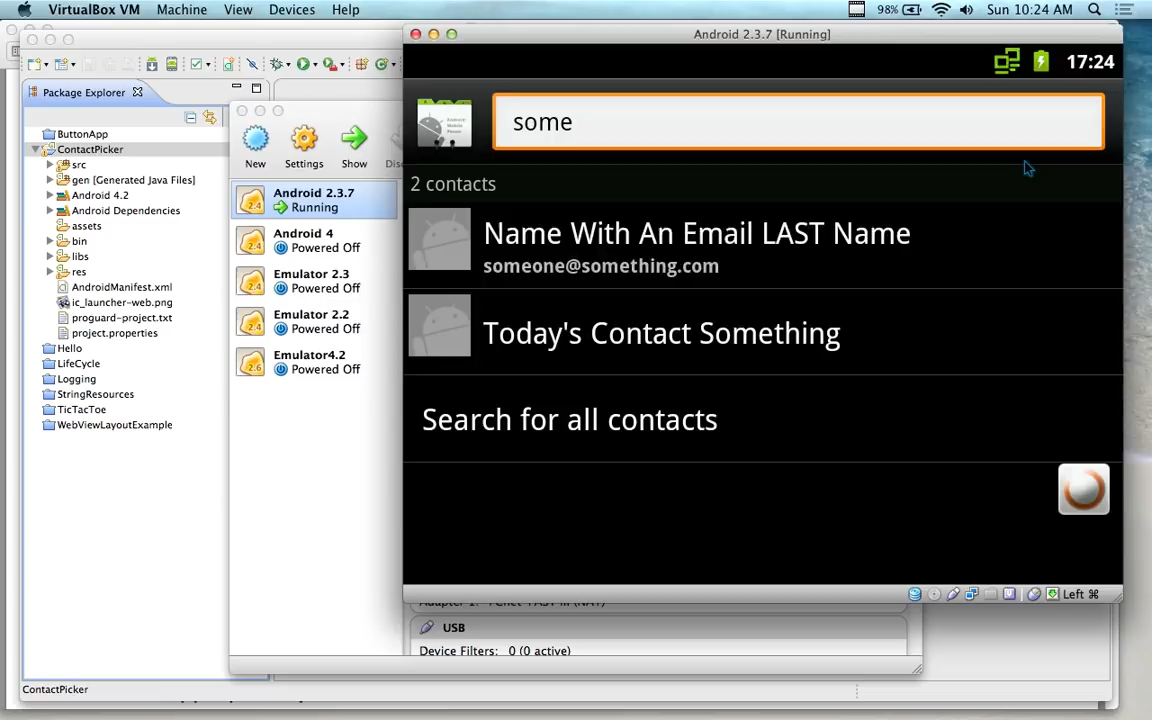 VirtualBox VM Machine View Devices Help 98% Sun 10:24 AM
Android 2.3.7 [Running]
17:24
some
2 contacts
Name With An Email LAST Name
someone@something.com
Today's Contact Something
Search for all contacts
Left ⌘
Package Explorer
ButtonApp
ContactPicker
src
gen [Generated Java Files]
Android 4.2
Android Dependencies
assets
bin
libs
res
AndroidManifest.xml
ic_launcher-web.png
proguard-project.txt
project.properties
Hello
LifeCycle
Logging
StringResources
TicTacToe
WebViewLayoutExample
ContactPicker
New Settings Show
Android 2.3.7
Running
Android 4
Powered Off
Emulator 2.3
Powered Off
Emulator 2.2
Powered Off
Emulator4.2
Powered Off
USB
Device Filters: 0 (0 active)